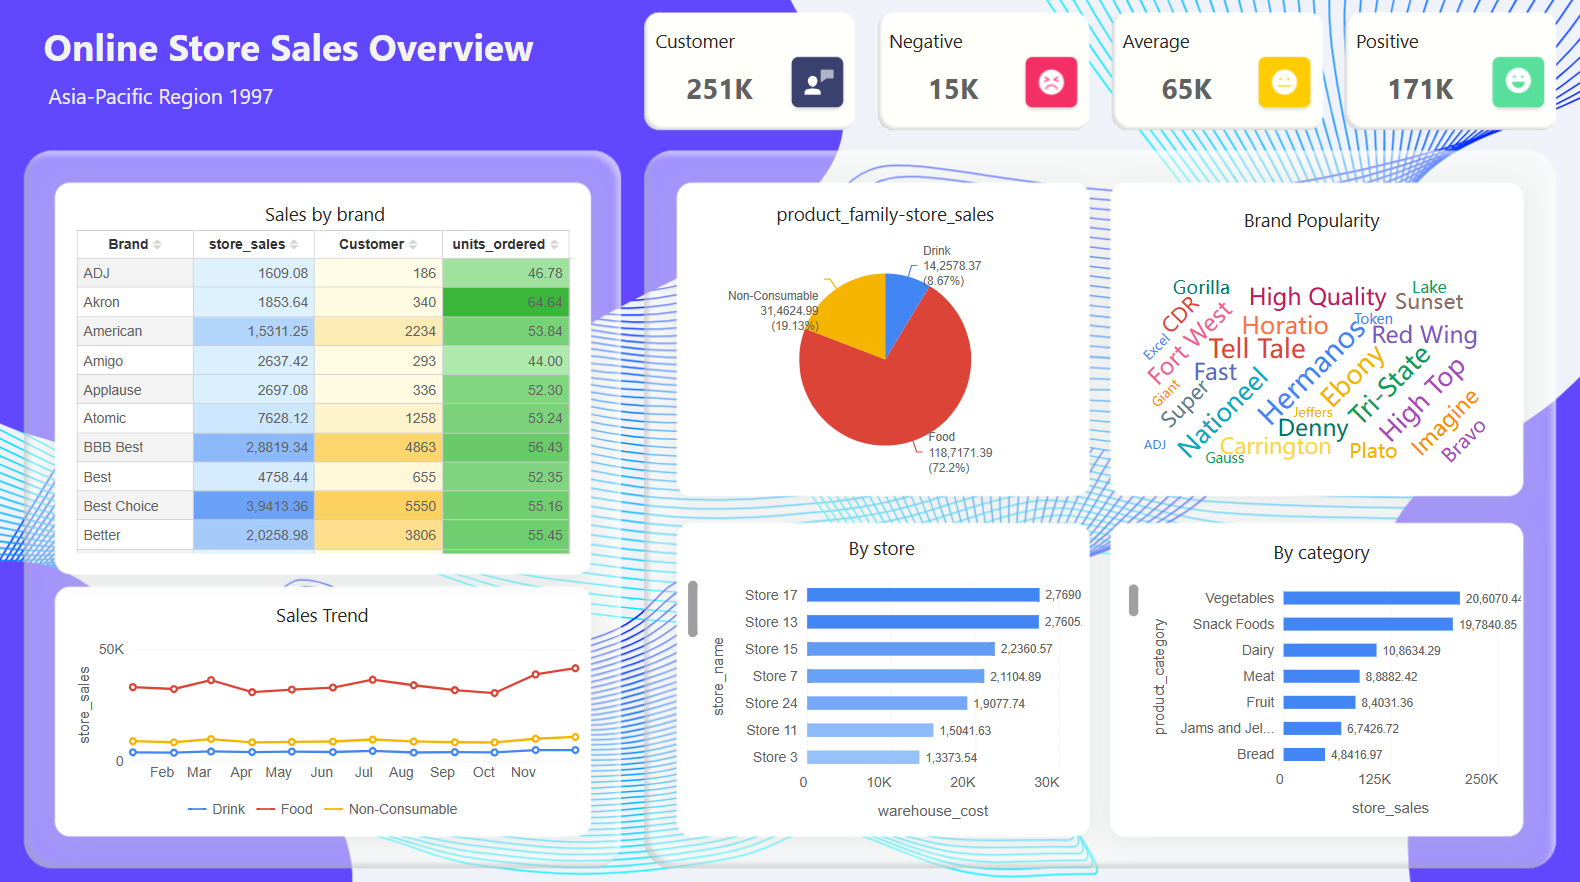 Online Store Sales Overview
Asia-Pacific Region 1997
Customer
251K
Negative
15K
Average
65K
Positive
171K
Sales by brand
Brand store_sales Customer units_ordered
ADJ 1609.08 186 46.78
Akron 1853.64 340 64.64
American 1,5311.25 2234 53.84
Amigo 2637.42 293 44.00
Applause 2697.08 336 52.30
Atomic 7628.12 1258 53.24
BBB Best 2,8819.34 4863 56.43
Best 4758.44 655 52.35
Best Choice 3,9413.36 5550 55.16
Better 2,0258.98 3806 55.45
Sales Trend
50K
store_sales
0
Feb Mar Apr May Jun Jul Aug Sep Oct Nov
Drink Food Non-Consumable
product_family-store_sales
Drink
14,2578.37
(8.67%)
Non-Consumable
31,4624.99
(19.13%)
Food
118,7171.39
(72.2%)
Brand Popularity
Gorilla
High Quality
Lake
Sunset
CDR
Fort West
Horatio
Token
Red Wing
Excel
Tell Tale
Hermanos
Fast
Ebony
Tri-State
High Top
Giant
Super
Nationeel
Jeffers
Denny
Imagine
Bravo
ADJ
Carrington
Plato
Gauss
By store
store_name
Store 17 2,7690
Store 13 2,7605.
Store 15 2,2360.57
Store 7 2,1104.89
Store 24 1,9077.74
Store 11 1,5041.63
Store 3 1,3373.54
0 10K 20K 30K
warehouse_cost
By category
product_category
Vegetables 20,6070.44
Snack Foods 19,7840.85
Dairy 10,8634.29
Meat 8,8882.42
Fruit 8,4031.36
Jams and Jel... 6,7426.72
Bread 4,8416.97
0 125K 250K
store_sales